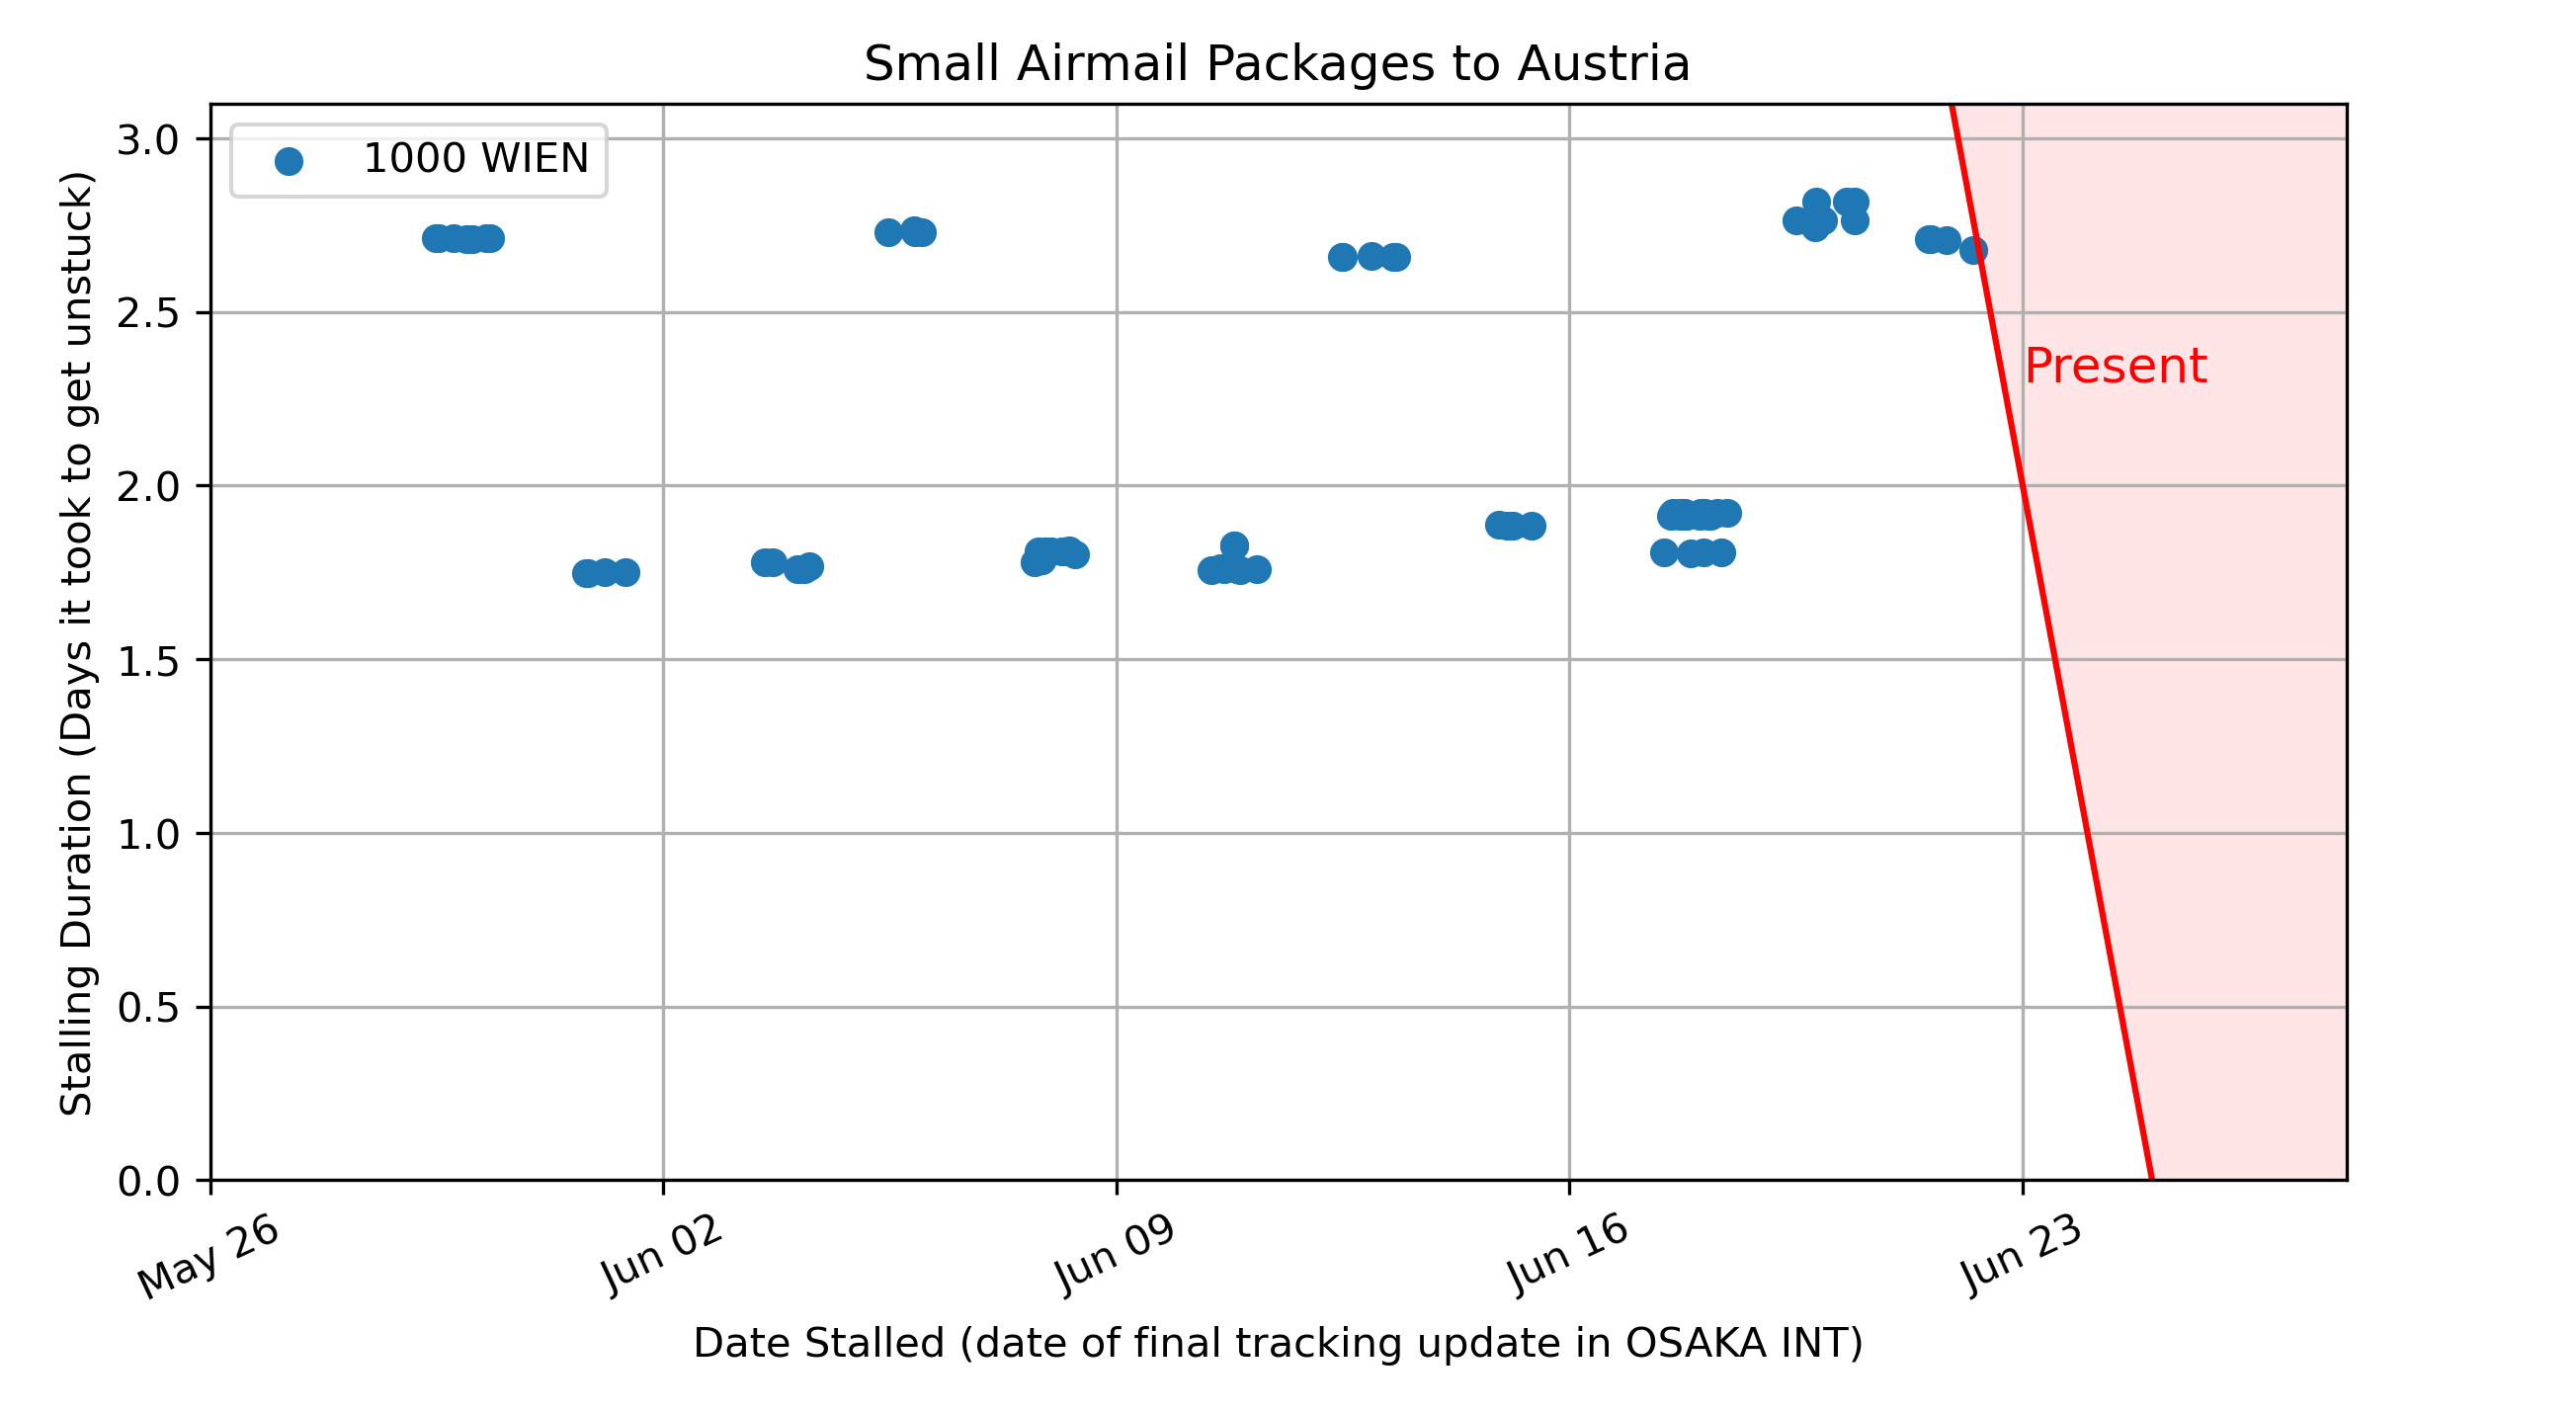 Small Airmail Packages to Austria
1000 WIEN
Present
Stalling Duration (Days it took to get unstuck)
3.0
2.5
2.0
1.5
1.0
0.5
0.0
May 26
Jun 02
Jun 09
Jun 16
Jun 23
Date Stalled (date of final tracking update in OSAKA INT)